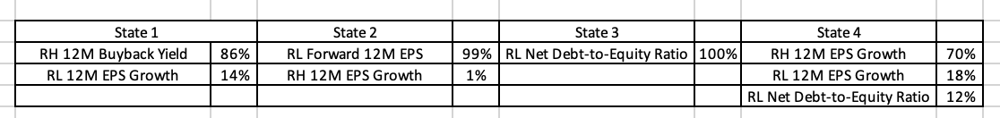 State 1 State 2 State 3 State 4
RH 12M Buyback Yield 86% RL Forward 12M EPS 99% RL Net Debt-to-Equity Ratio 100% RH 12M EPS Growth 70%
RL 12M EPS Growth 14% RH 12M EPS Growth 1% RL 12M EPS Growth 18%
RL Net Debt-to-Equity Ratio 12%